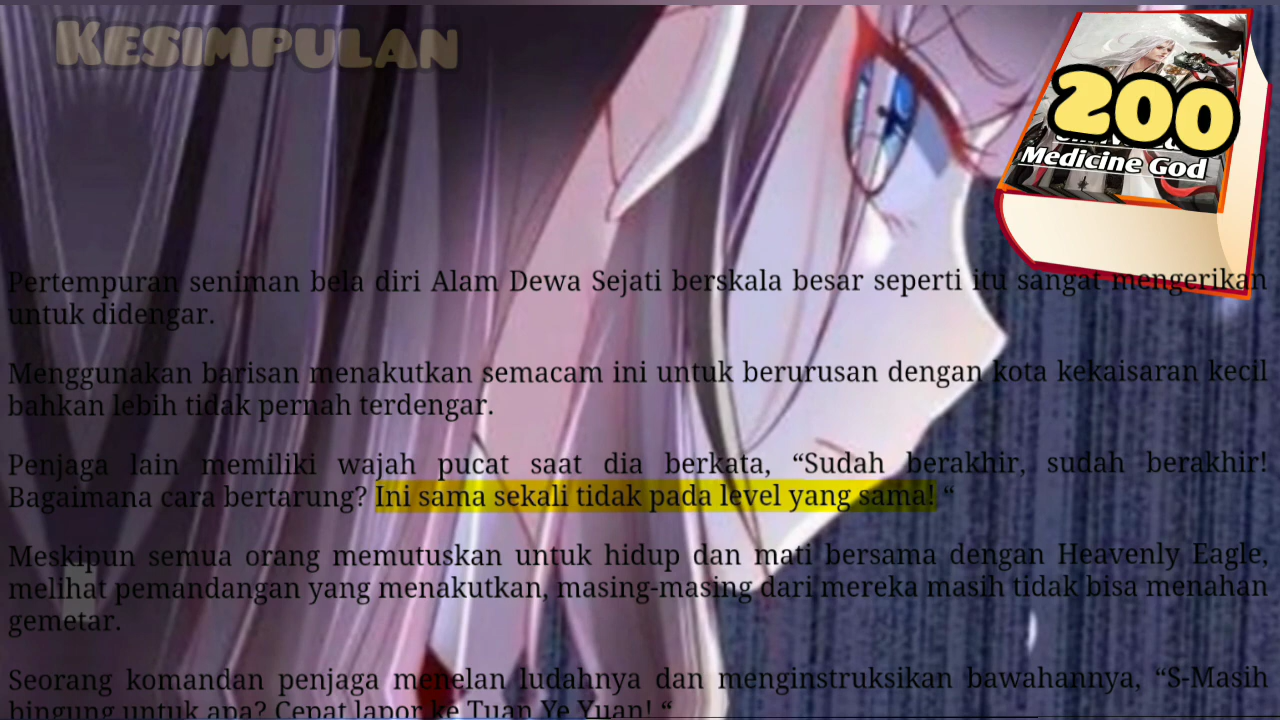 KESIMPULAN
200
Medicine God
Pertempuran seniman bela diri Alam Dewa Sejati berskala besar seperti itu sangat mengerikan
untuk didengar.
Menggunakan barisan menakutkan semacam ini untuk berurusan dengan kota kekaisaran kecil
bahkan lebih tidak pernah terdengar.
Penjaga lain memiliki wajah pucat saat dia berkata, “Sudah berakhir, sudah berakhir!
Bagaimana cara bertarung? Ini sama sekali tidak pada level yang sama! “
Meskipun semua orang memutuskan untuk hidup dan mati bersama dengan Heavenly Eagle,
melihat pemandangan yang menakutkan, masing-masing dari mereka masih tidak bisa menahan
gemetar.
Seorang komandan penjaga menelan ludahnya dan menginstruksikan bawahannya, “S-Masih
bingung untuk apa? Cepat lapor ke Tuan Ye Yuan! “